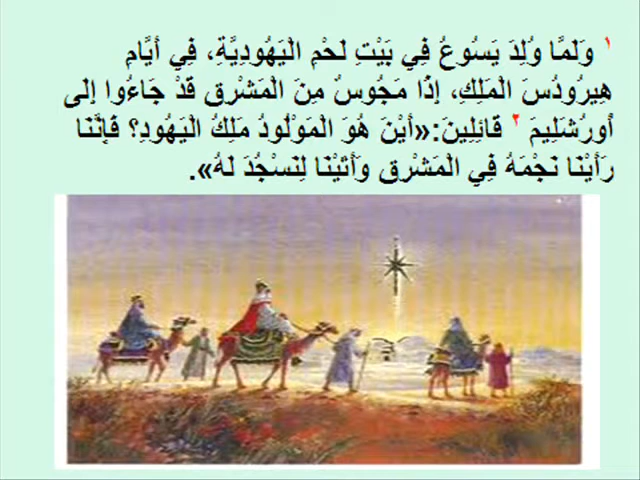 ١ وَلَمَّا وُلِدَ يَسُوعُ فِي بَيْتِ لَحْمِ الْيَهُودِيَّةِ، فِي أَيَّامِ
هِيرُودُسَ الْمَلِكِ، إِذَا مَجُوسٌ مِنَ الْمَشْرِقِ قَدْ جَاءُوا إِلَى
أُورُشَلِيمَ ٢ قَائِلِينَ:«أَيْنَ هُوَ الْمَوْلُودُ مَلِكُ الْيَهُودِ؟ فَإِنَّنَا
رَأَيْنَا نَجْمَهُ فِي الْمَشْرِقِ وَأَتَيْنَا لِنَسْجُدَ لَهُ».